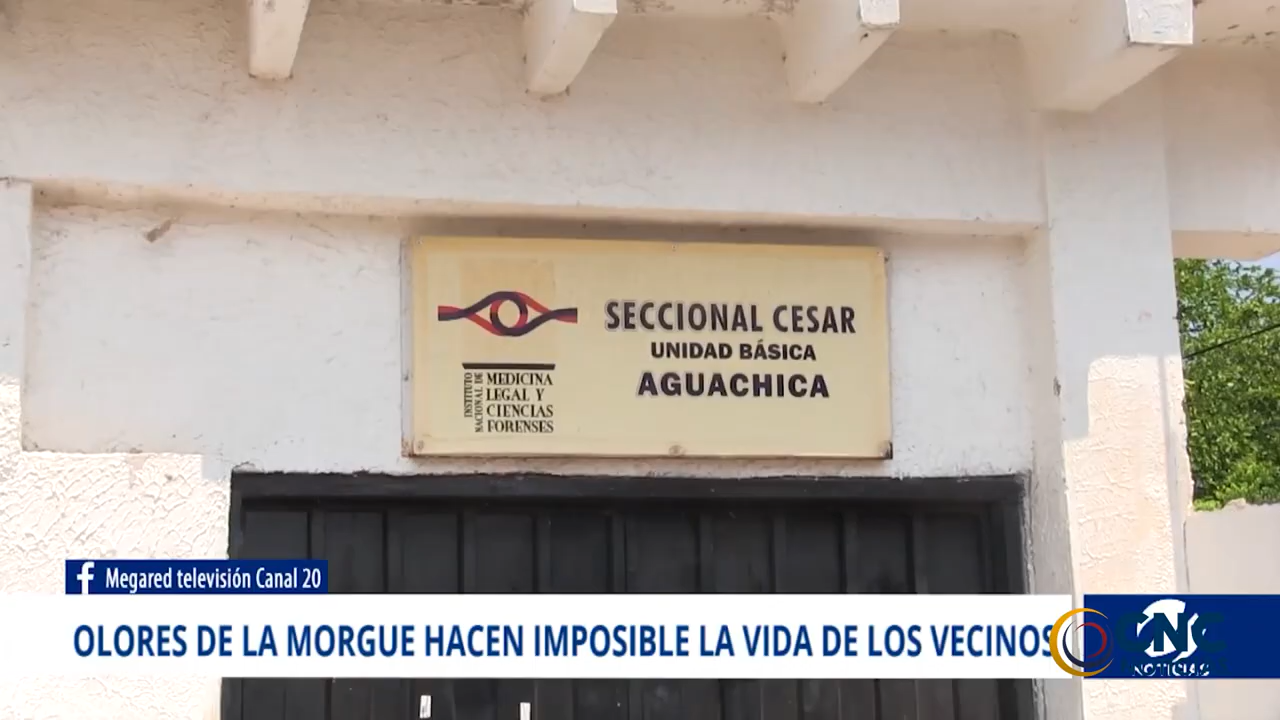 SECCIONAL CESAR
UNIDAD BÁSICA
AGUACHICA
INSTITUTO
NACIONAL DE
MEDICINA
LEGAL Y
CIENCIAS
FORENSES
Megared televisión Canal 20
OLORES DE LA MORGUE HACEN IMPOSIBLE LA VIDA DE LOS VECINOS
CNC
NOTICIAS